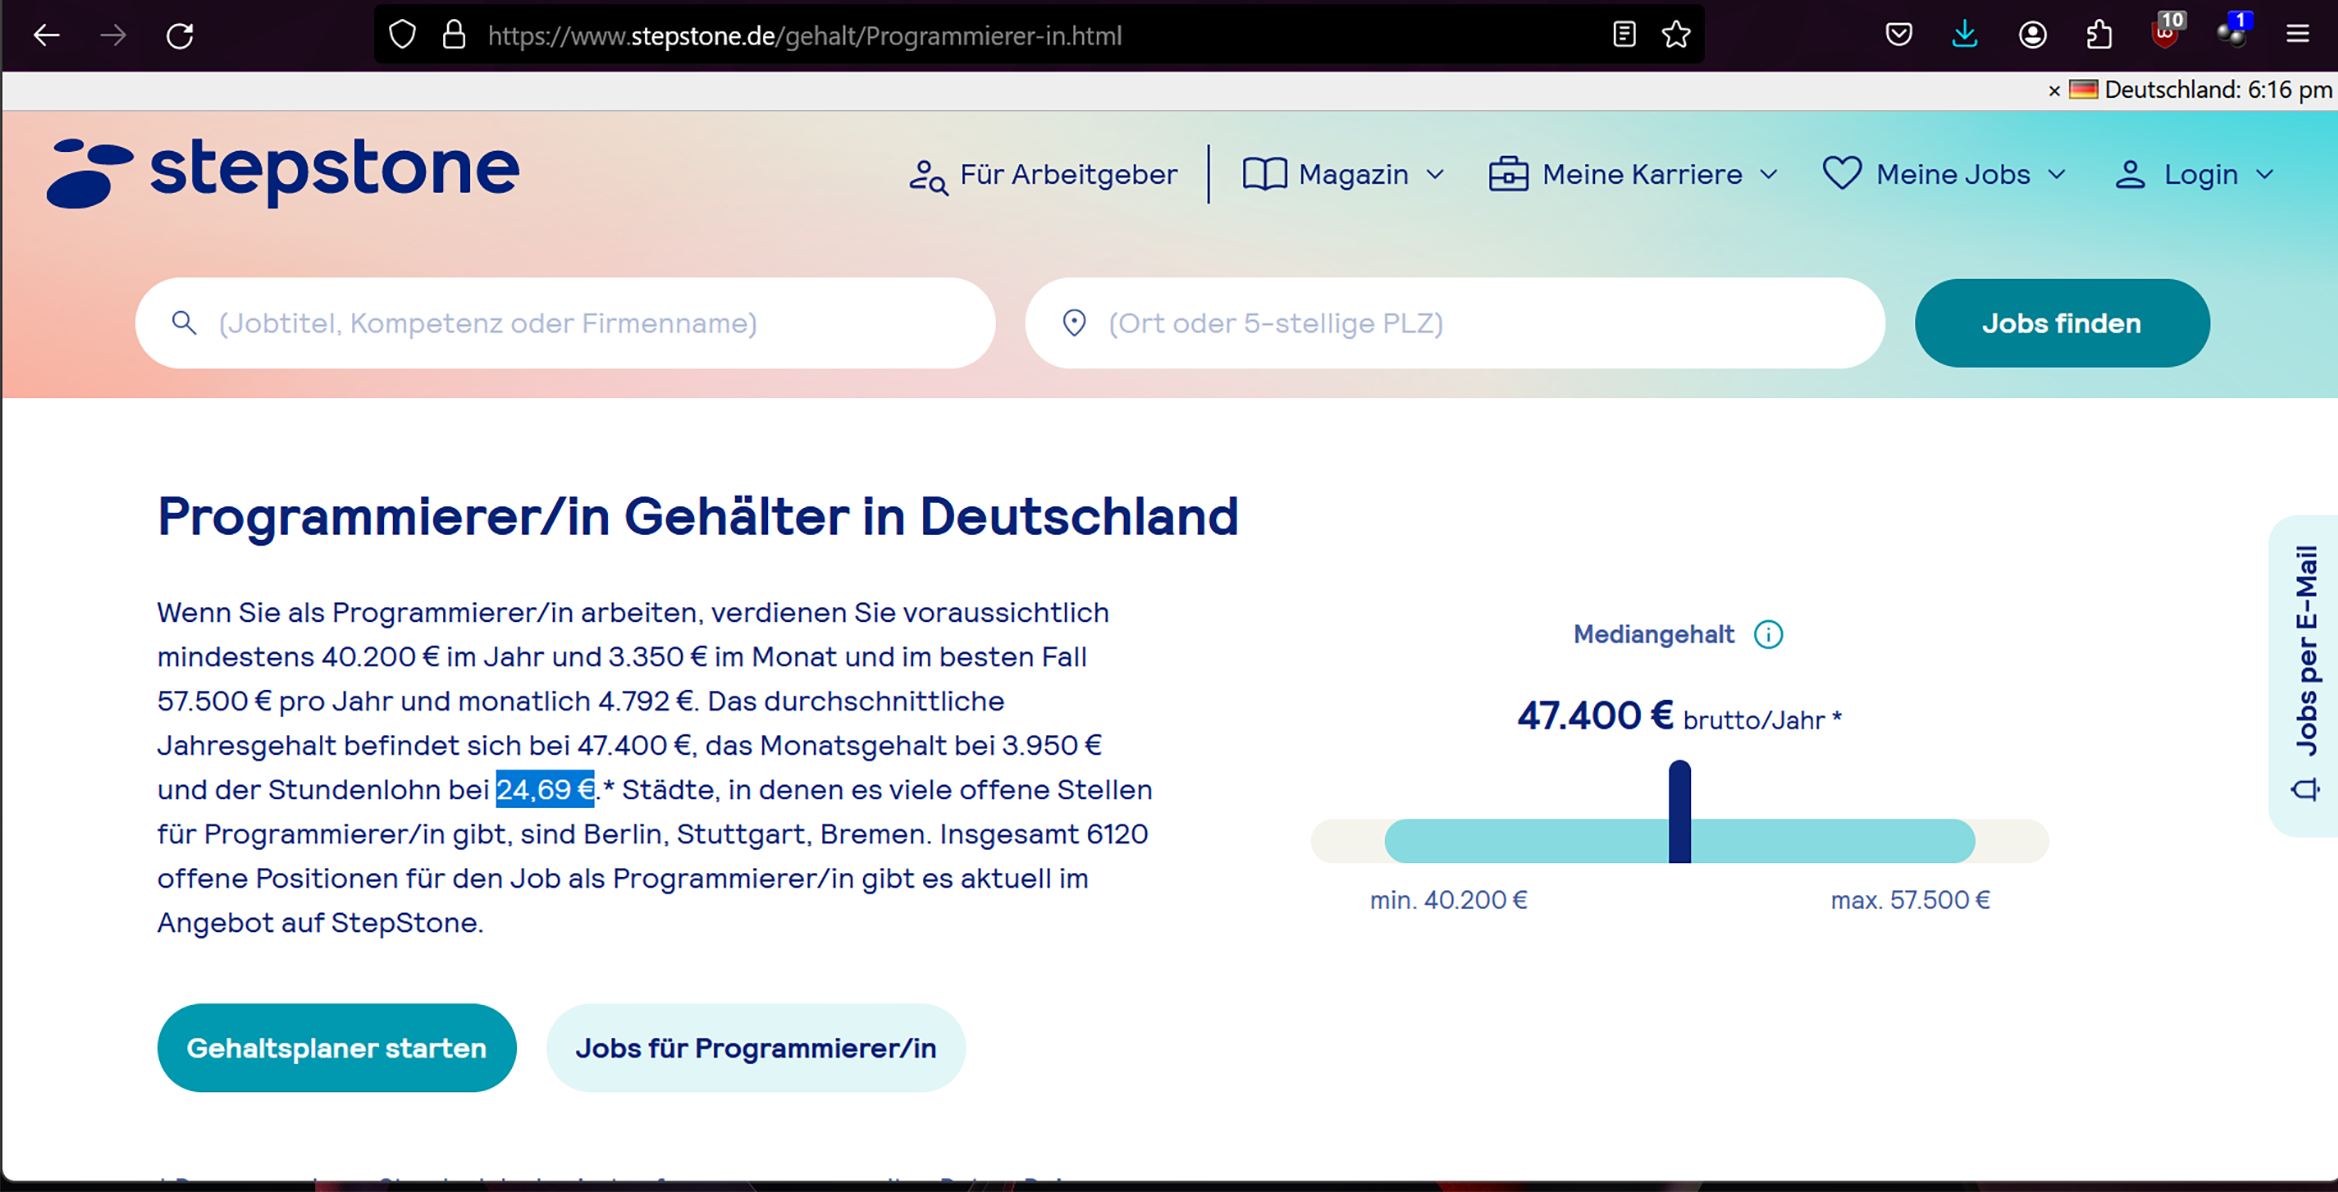 https://www.stepstone.de/gehalt/Programmierer-in.html
10
1
× Deutschland: 6:16 pm
stepstone
Für Arbeitgeber
Magazin
Meine Karriere
Meine Jobs
Login
(Jobtitel, Kompetenz oder Firmenname)
(Ort oder 5-stellige PLZ)
Jobs finden
Programmierer/in Gehälter in Deutschland
Wenn Sie als Programmierer/in arbeiten, verdienen Sie voraussichtlich
mindestens 40.200 € im Jahr und 3.350 € im Monat und im besten Fall
57.500 € pro Jahr und monatlich 4.792 €. Das durchschnittliche
Jahresgehalt befindet sich bei 47.400 €, das Monatsgehalt bei 3.950 €
und der Stundenlohn bei 24,69 €.* Städte, in denen es viele offene Stellen
für Programmierer/in gibt, sind Berlin, Stuttgart, Bremen. Insgesamt 6120
offene Positionen für den Job als Programmierer/in gibt es aktuell im
Angebot auf StepStone.
Mediangehalt
47.400 € brutto/Jahr *
min. 40.200 €
max. 57.500 €
Jobs per E-Mail
Gehaltsplaner starten
Jobs für Programmierer/in